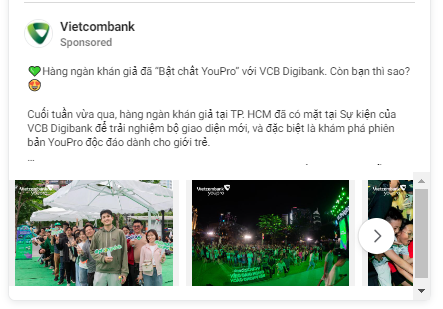 Vietcombank
Sponsored
💚Hàng ngàn khán giả đã "Bật chất YouPro" với VCB Digibank. Còn bạn thì sao?
🤩
Cuối tuần vừa qua, hàng ngàn khán giả tại TP. HCM đã có mặt tại Sự kiện của
VCB Digibank để trải nghiệm bộ giao diện mới, và đặc biệt là khám phá phiên
bản YouPro độc đáo dành cho giới trẻ.
...
Vietcombank
youpro
Vietcombank
youpro
Vietcombank
youpro